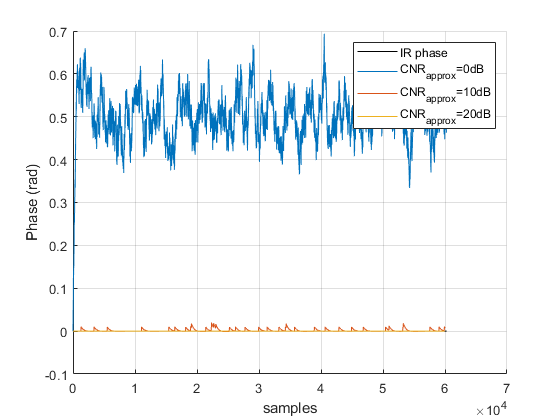 0.7
0.6
0.5
0.4
0.3
0.2
0.1
0
-0.1
Phase (rad)
0 1 2 3 4 5 6 7
×10^4
samples
IR phase
CNR_approx=0dB
CNR_approx=10dB
CNR_approx=20dB